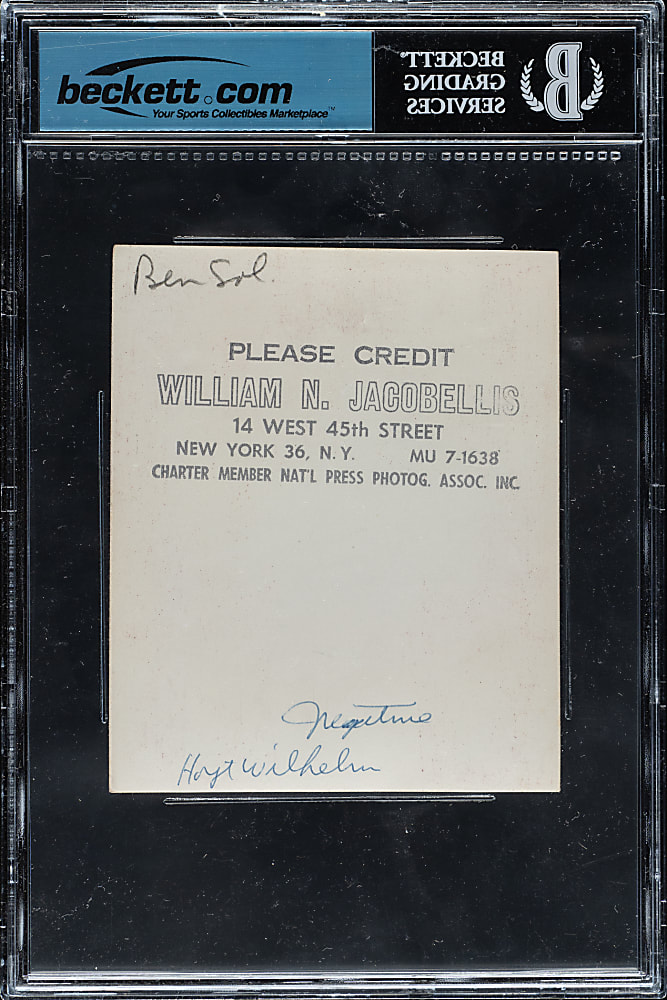 beckett.com
Your Sports Collectibles Marketplace™
BECKETT®
GRADING
SERVICES
B
Ben Sol.
PLEASE CREDIT
WILLIAM N. JACOBELLIS
14 WEST 45th STREET
NEW YORK 36, N.Y. MU 7-1638
CHARTER MEMBER NAT'L PRESS PHOTOG. ASSOC. INC.
Negative
Hoyt Wilhelm